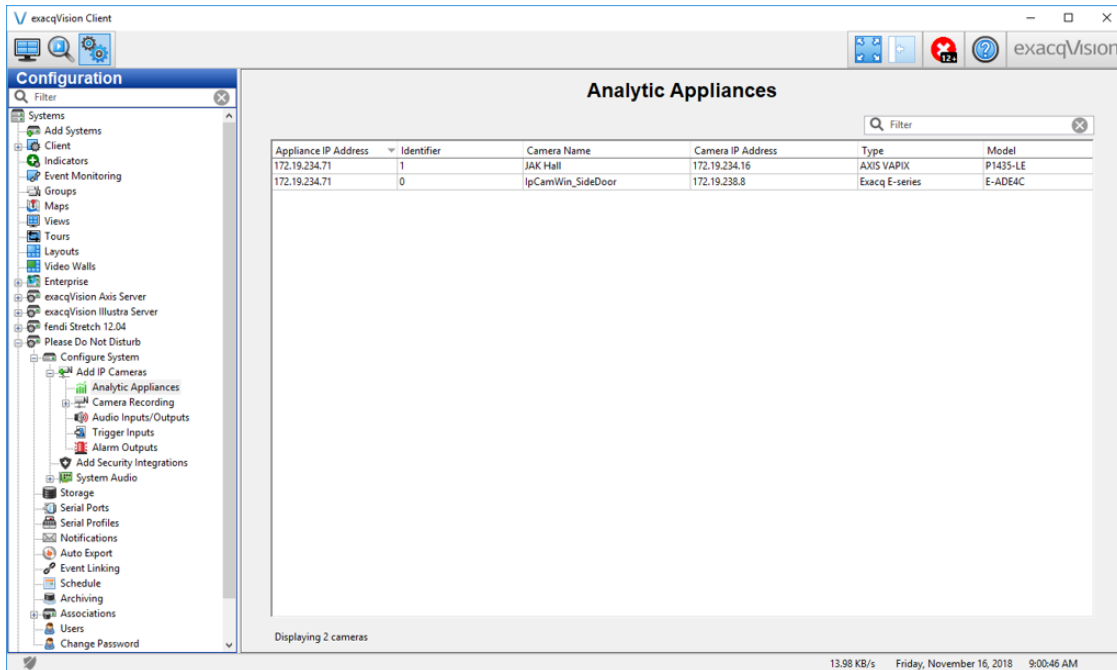 exacqVision Client
12+
exacqVision
Configuration
Filter
Systems
Add Systems
Client
Indicators
Event Monitoring
Groups
Maps
Views
Tours
Layouts
Video Walls
Enterprise
exacqVision Axis Server
exacqVision Illustra Server
fendi Stretch 12.04
Please Do Not Disturb
Configure System
Add IP Cameras
Analytic Appliances
Camera Recording
Audio Inputs/Outputs
Trigger Inputs
Alarm Outputs
Add Security Integrations
System Audio
Storage
Serial Ports
Serial Profiles
Notifications
Auto Export
Event Linking
Schedule
Archiving
Associations
Users
Change Password
Analytic Appliances
Filter
Appliance IP Address Identifier Camera Name Camera IP Address Type Model
172.19.234.71 1 JAK Hall 172.19.234.16 AXIS VAPIX P1435-LE
172.19.234.71 0 IpCamWin_SideDoor 172.19.238.8 Exacq E-series E-ADE4C
Displaying 2 cameras
13.98 KB/s Friday, November 16, 2018 9:00:46 AM